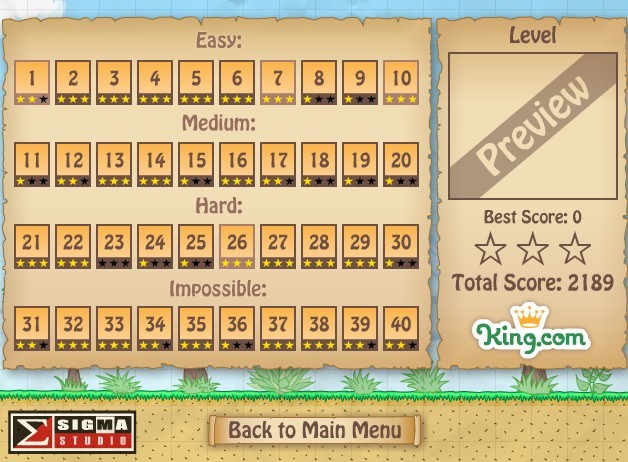 Easy:
1 2 3 4 5 6 7 8 9 10
Medium:
11 12 13 14 15 16 17 18 19 20
Hard:
21 22 23 24 25 26 27 28 29 30
Impossible:
31 32 33 34 35 36 37 38 39 40
Level
Preview
Best Score: 0
Total Score: 2189
King.com
SIGMA
STUDIO
Back to Main Menu